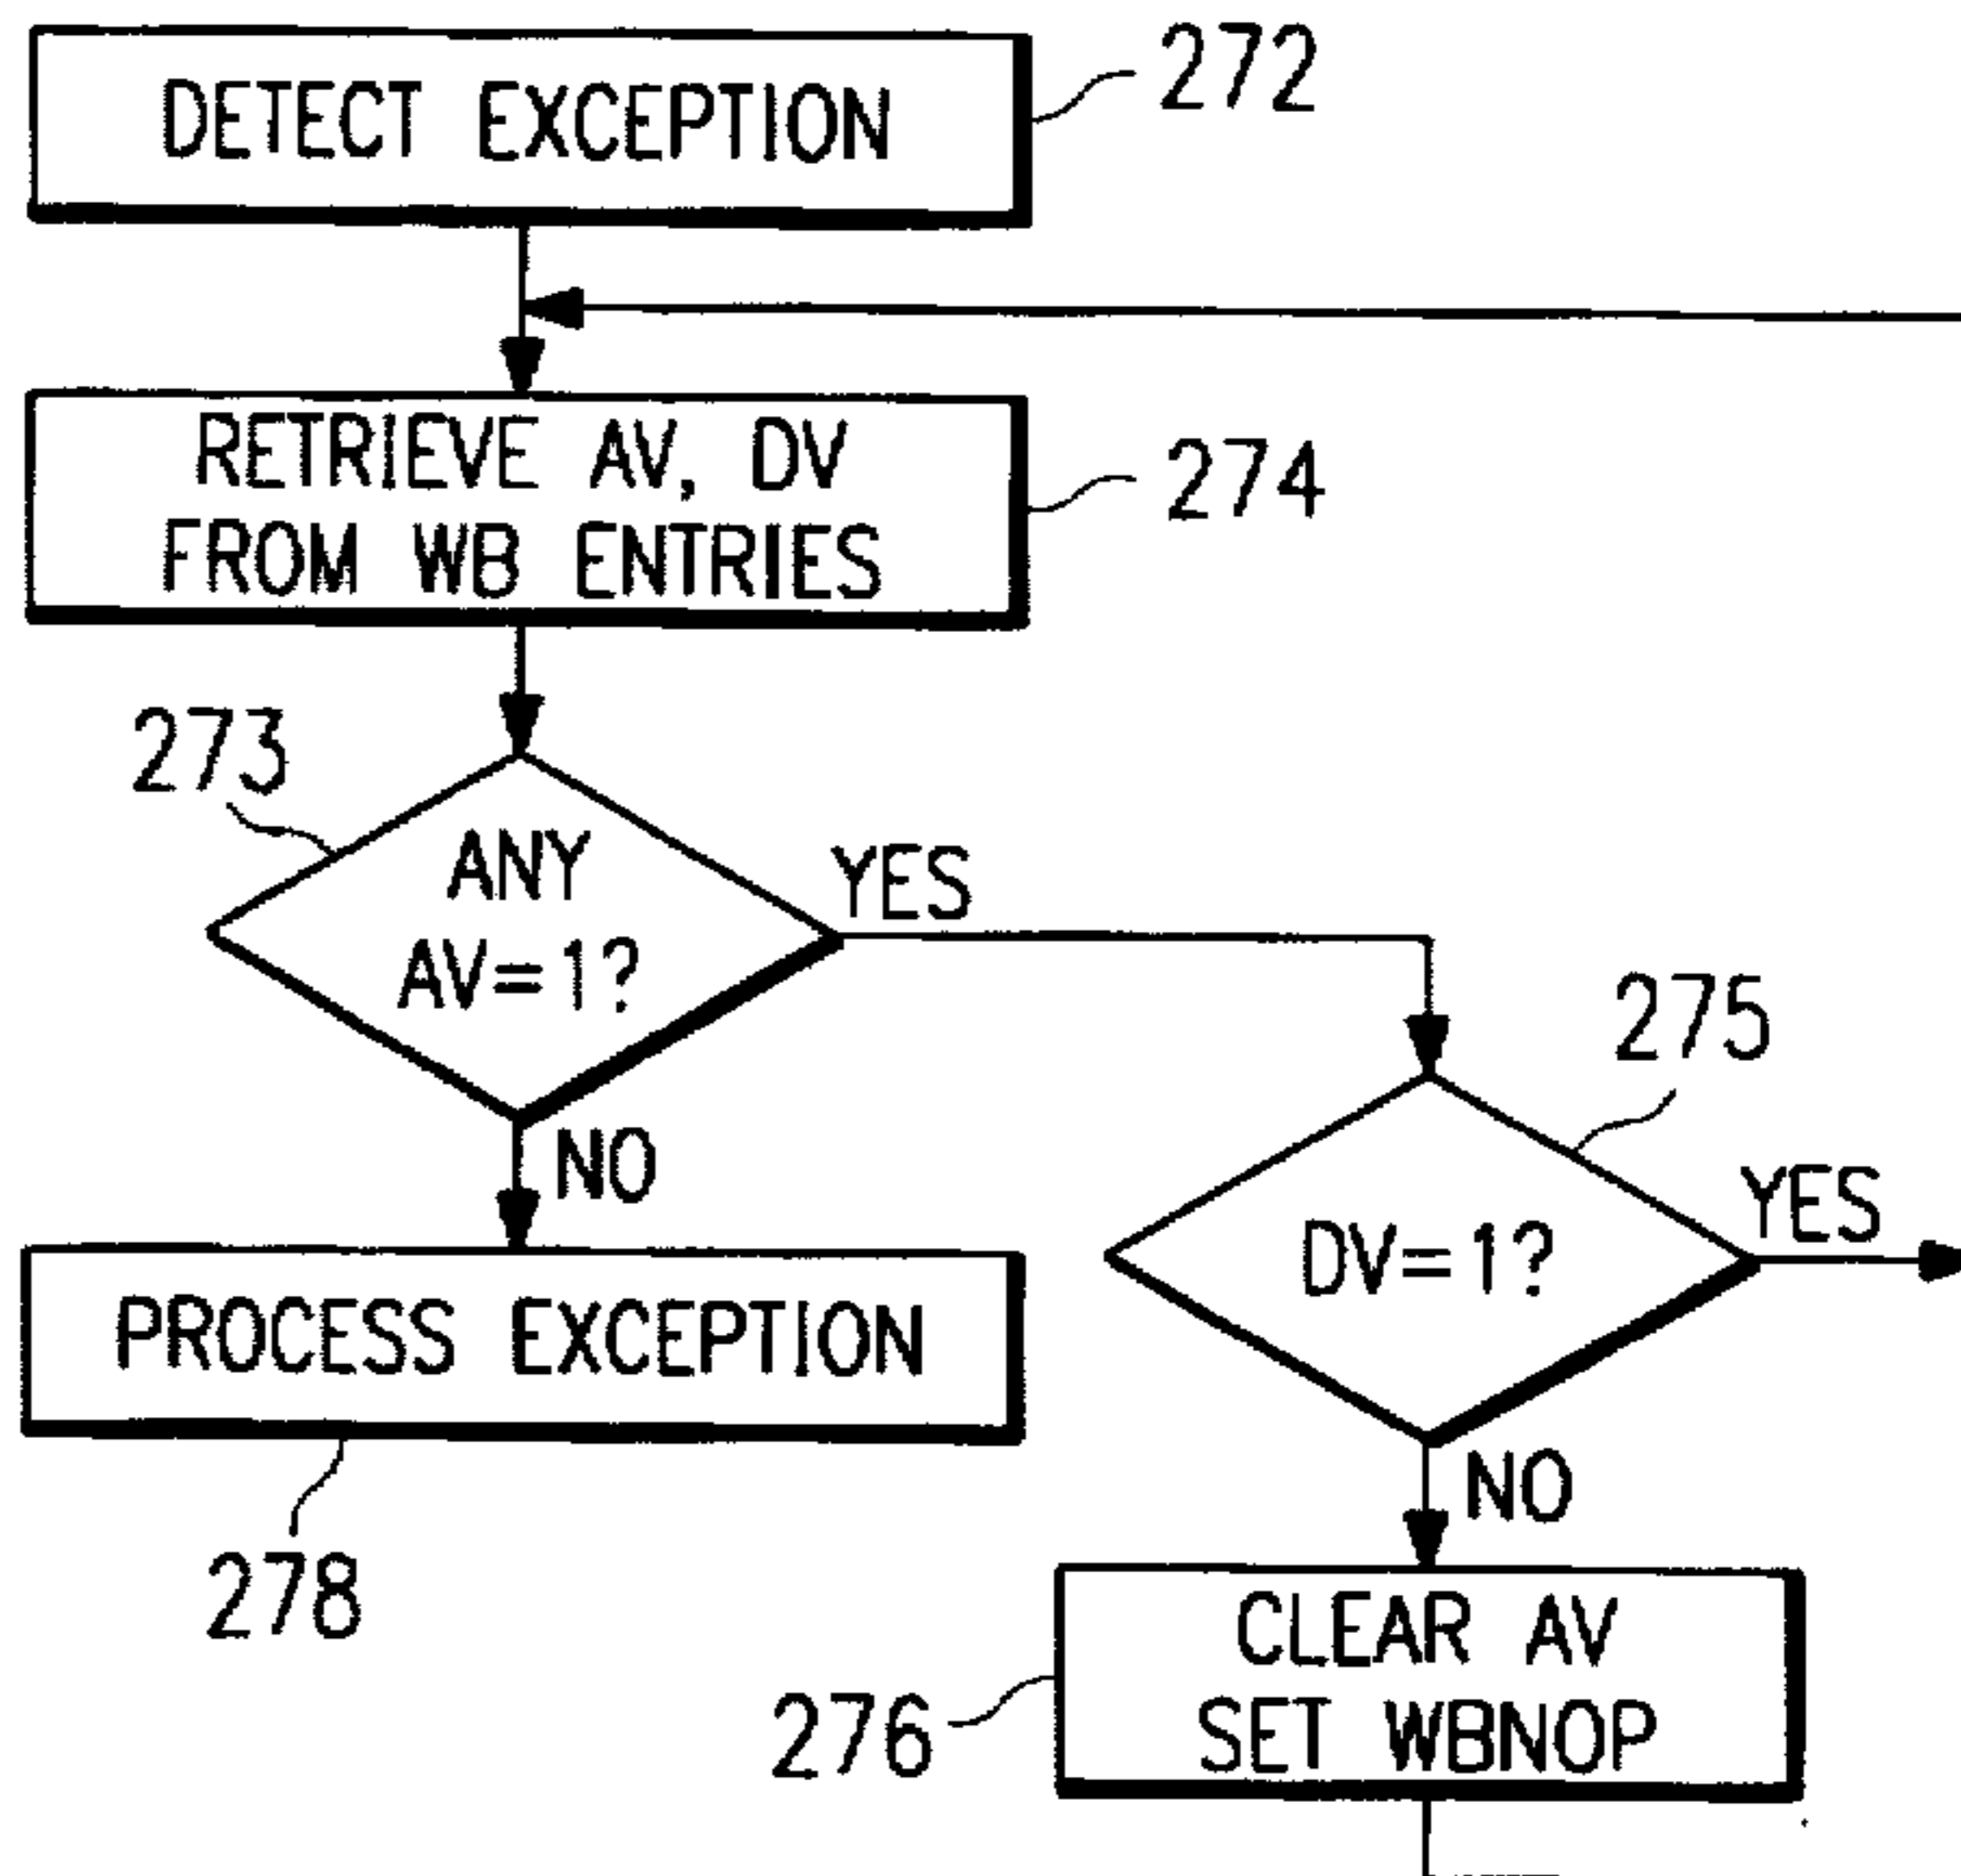 DETECT EXCEPTION
272
RETRIEVE AV, DV
FROM WB ENTRIES
274
273
ANY
AV=1?
YES
NO
275
DV=1?
YES
NO
PROCESS EXCEPTION
278
CLEAR AV
SET WBNOP
276